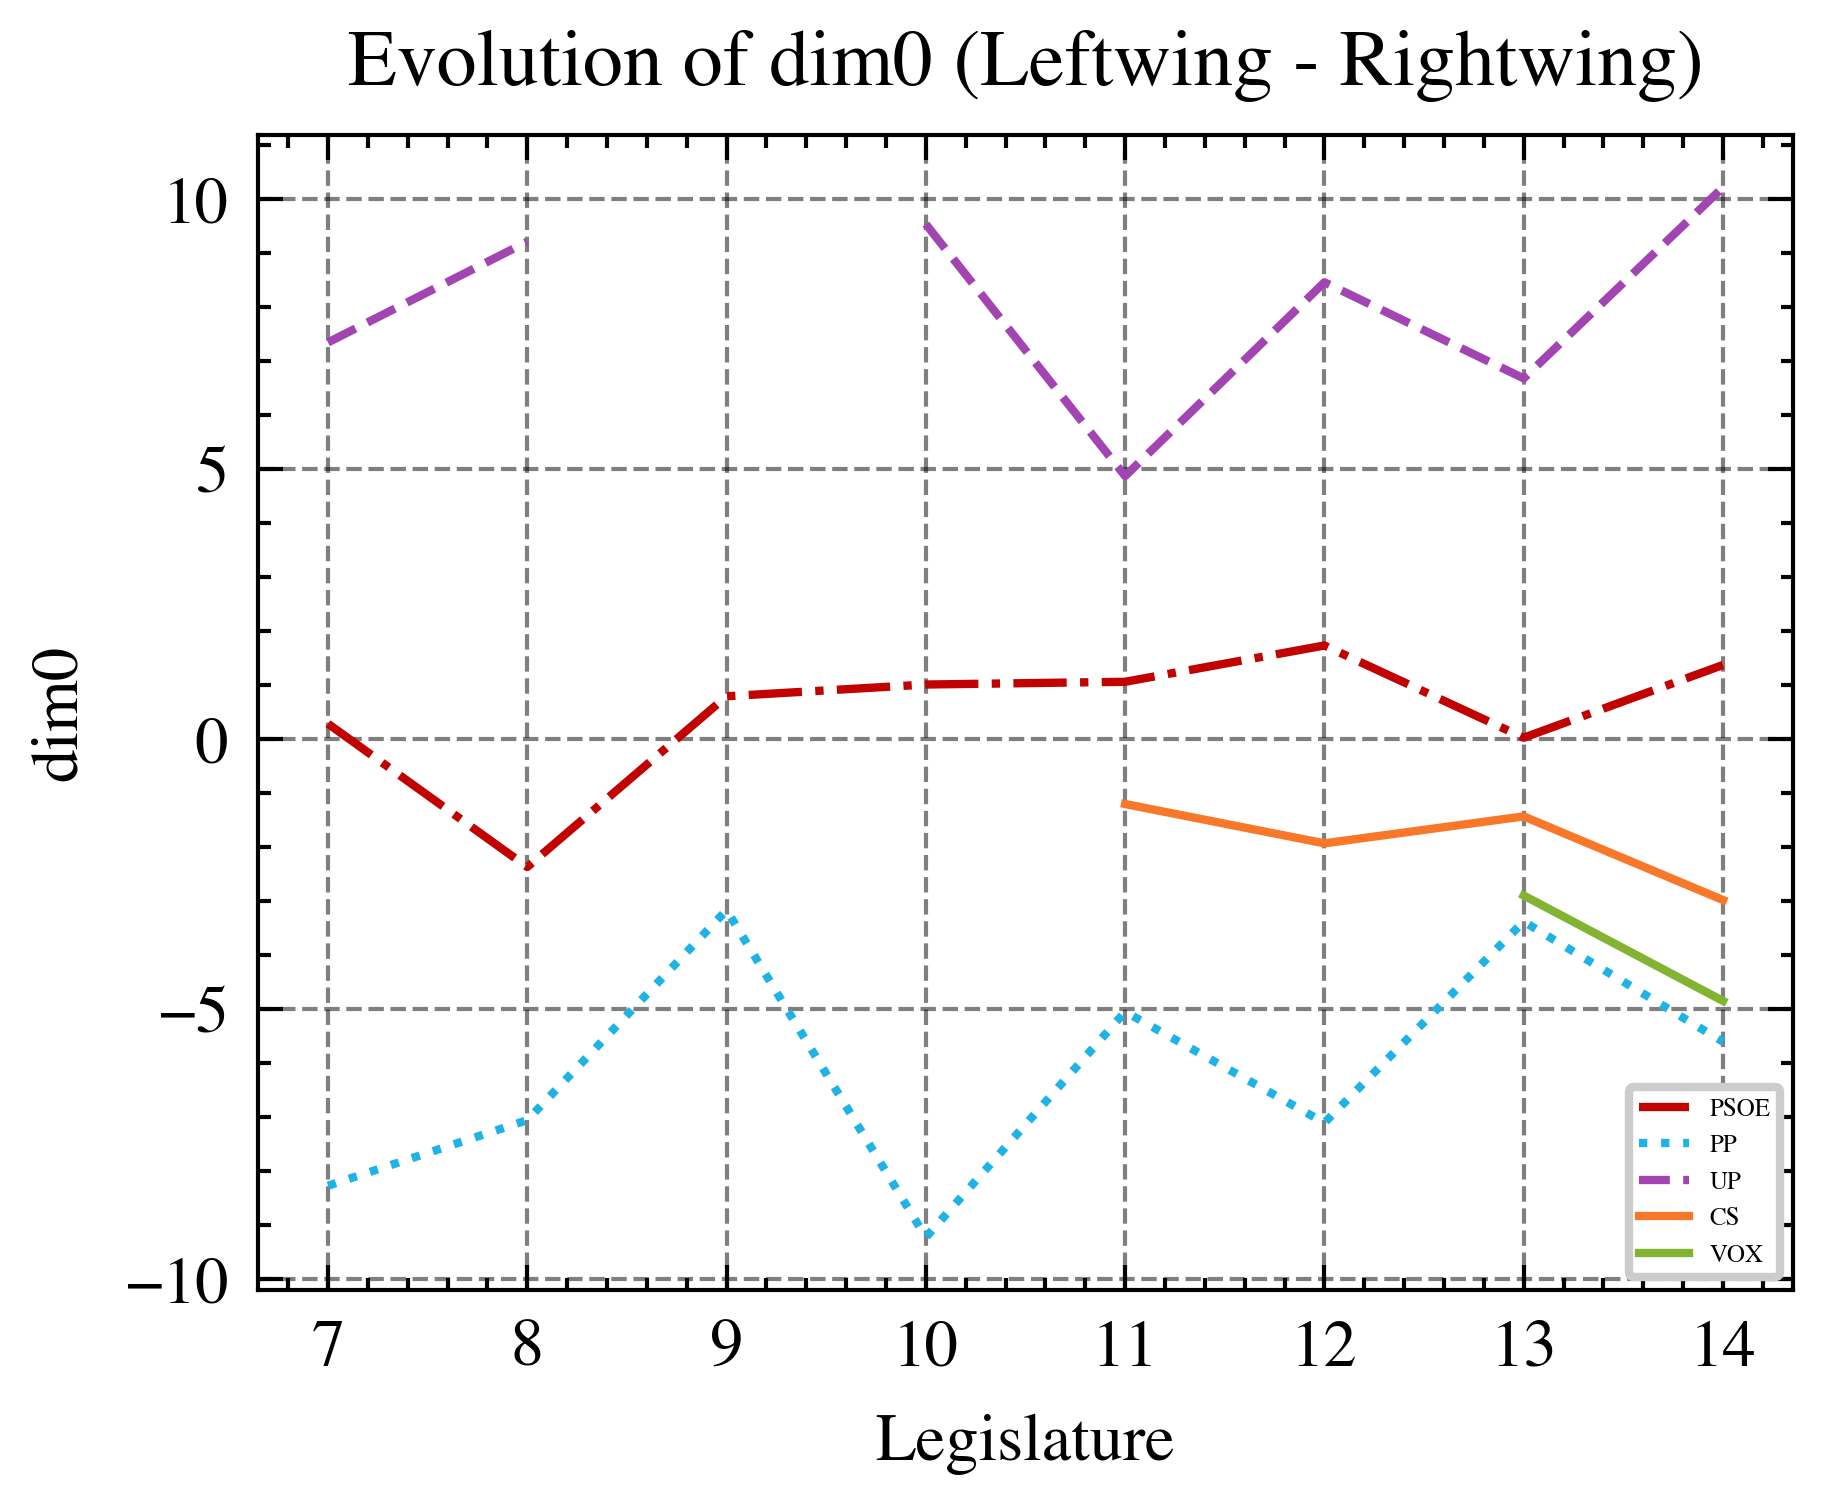 Evolution of dim0 (Leftwing - Rightwing)
10
5
0
−5
−10
dim0
7 8 9 10 11 12 13 14
Legislature
PSOE
PP
UP
CS
VOX